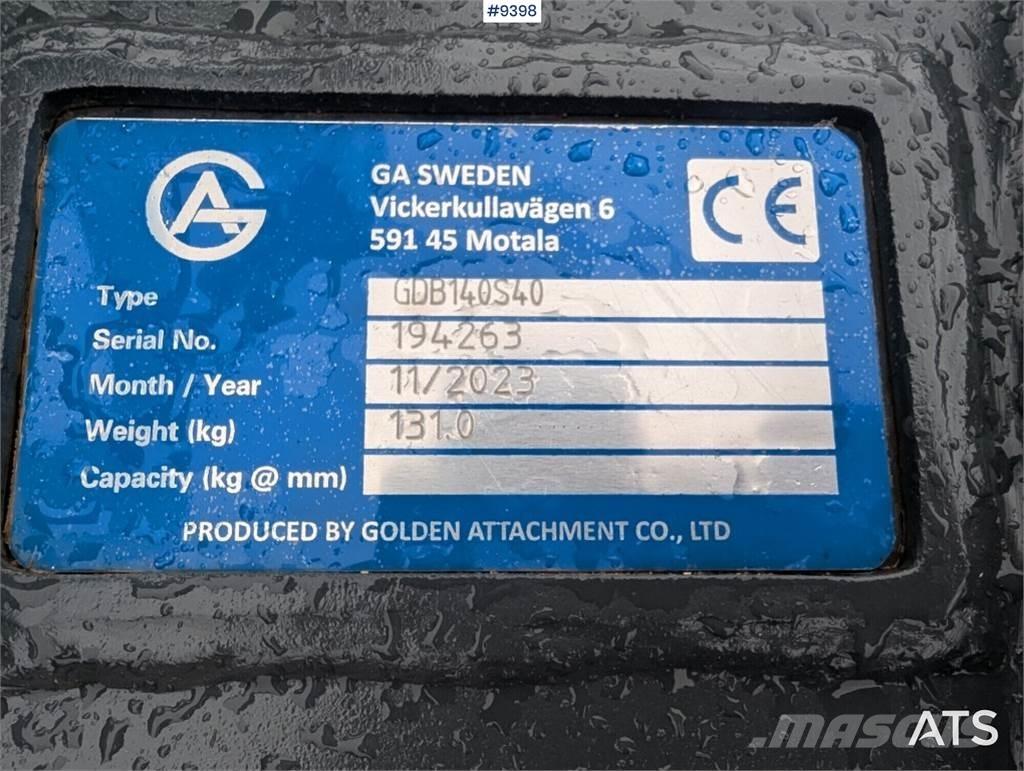 #9398
GA
GA SWEDEN
Vickerkullavägen 6
591 45 Motala
CE
Type GDB140S40
Serial No. 194263
Month / Year 11/2023
Weight (kg) 131.0
Capacity (kg @ mm)
PRODUCED BY GOLDEN ATTACHMENT CO., LTD
ATS